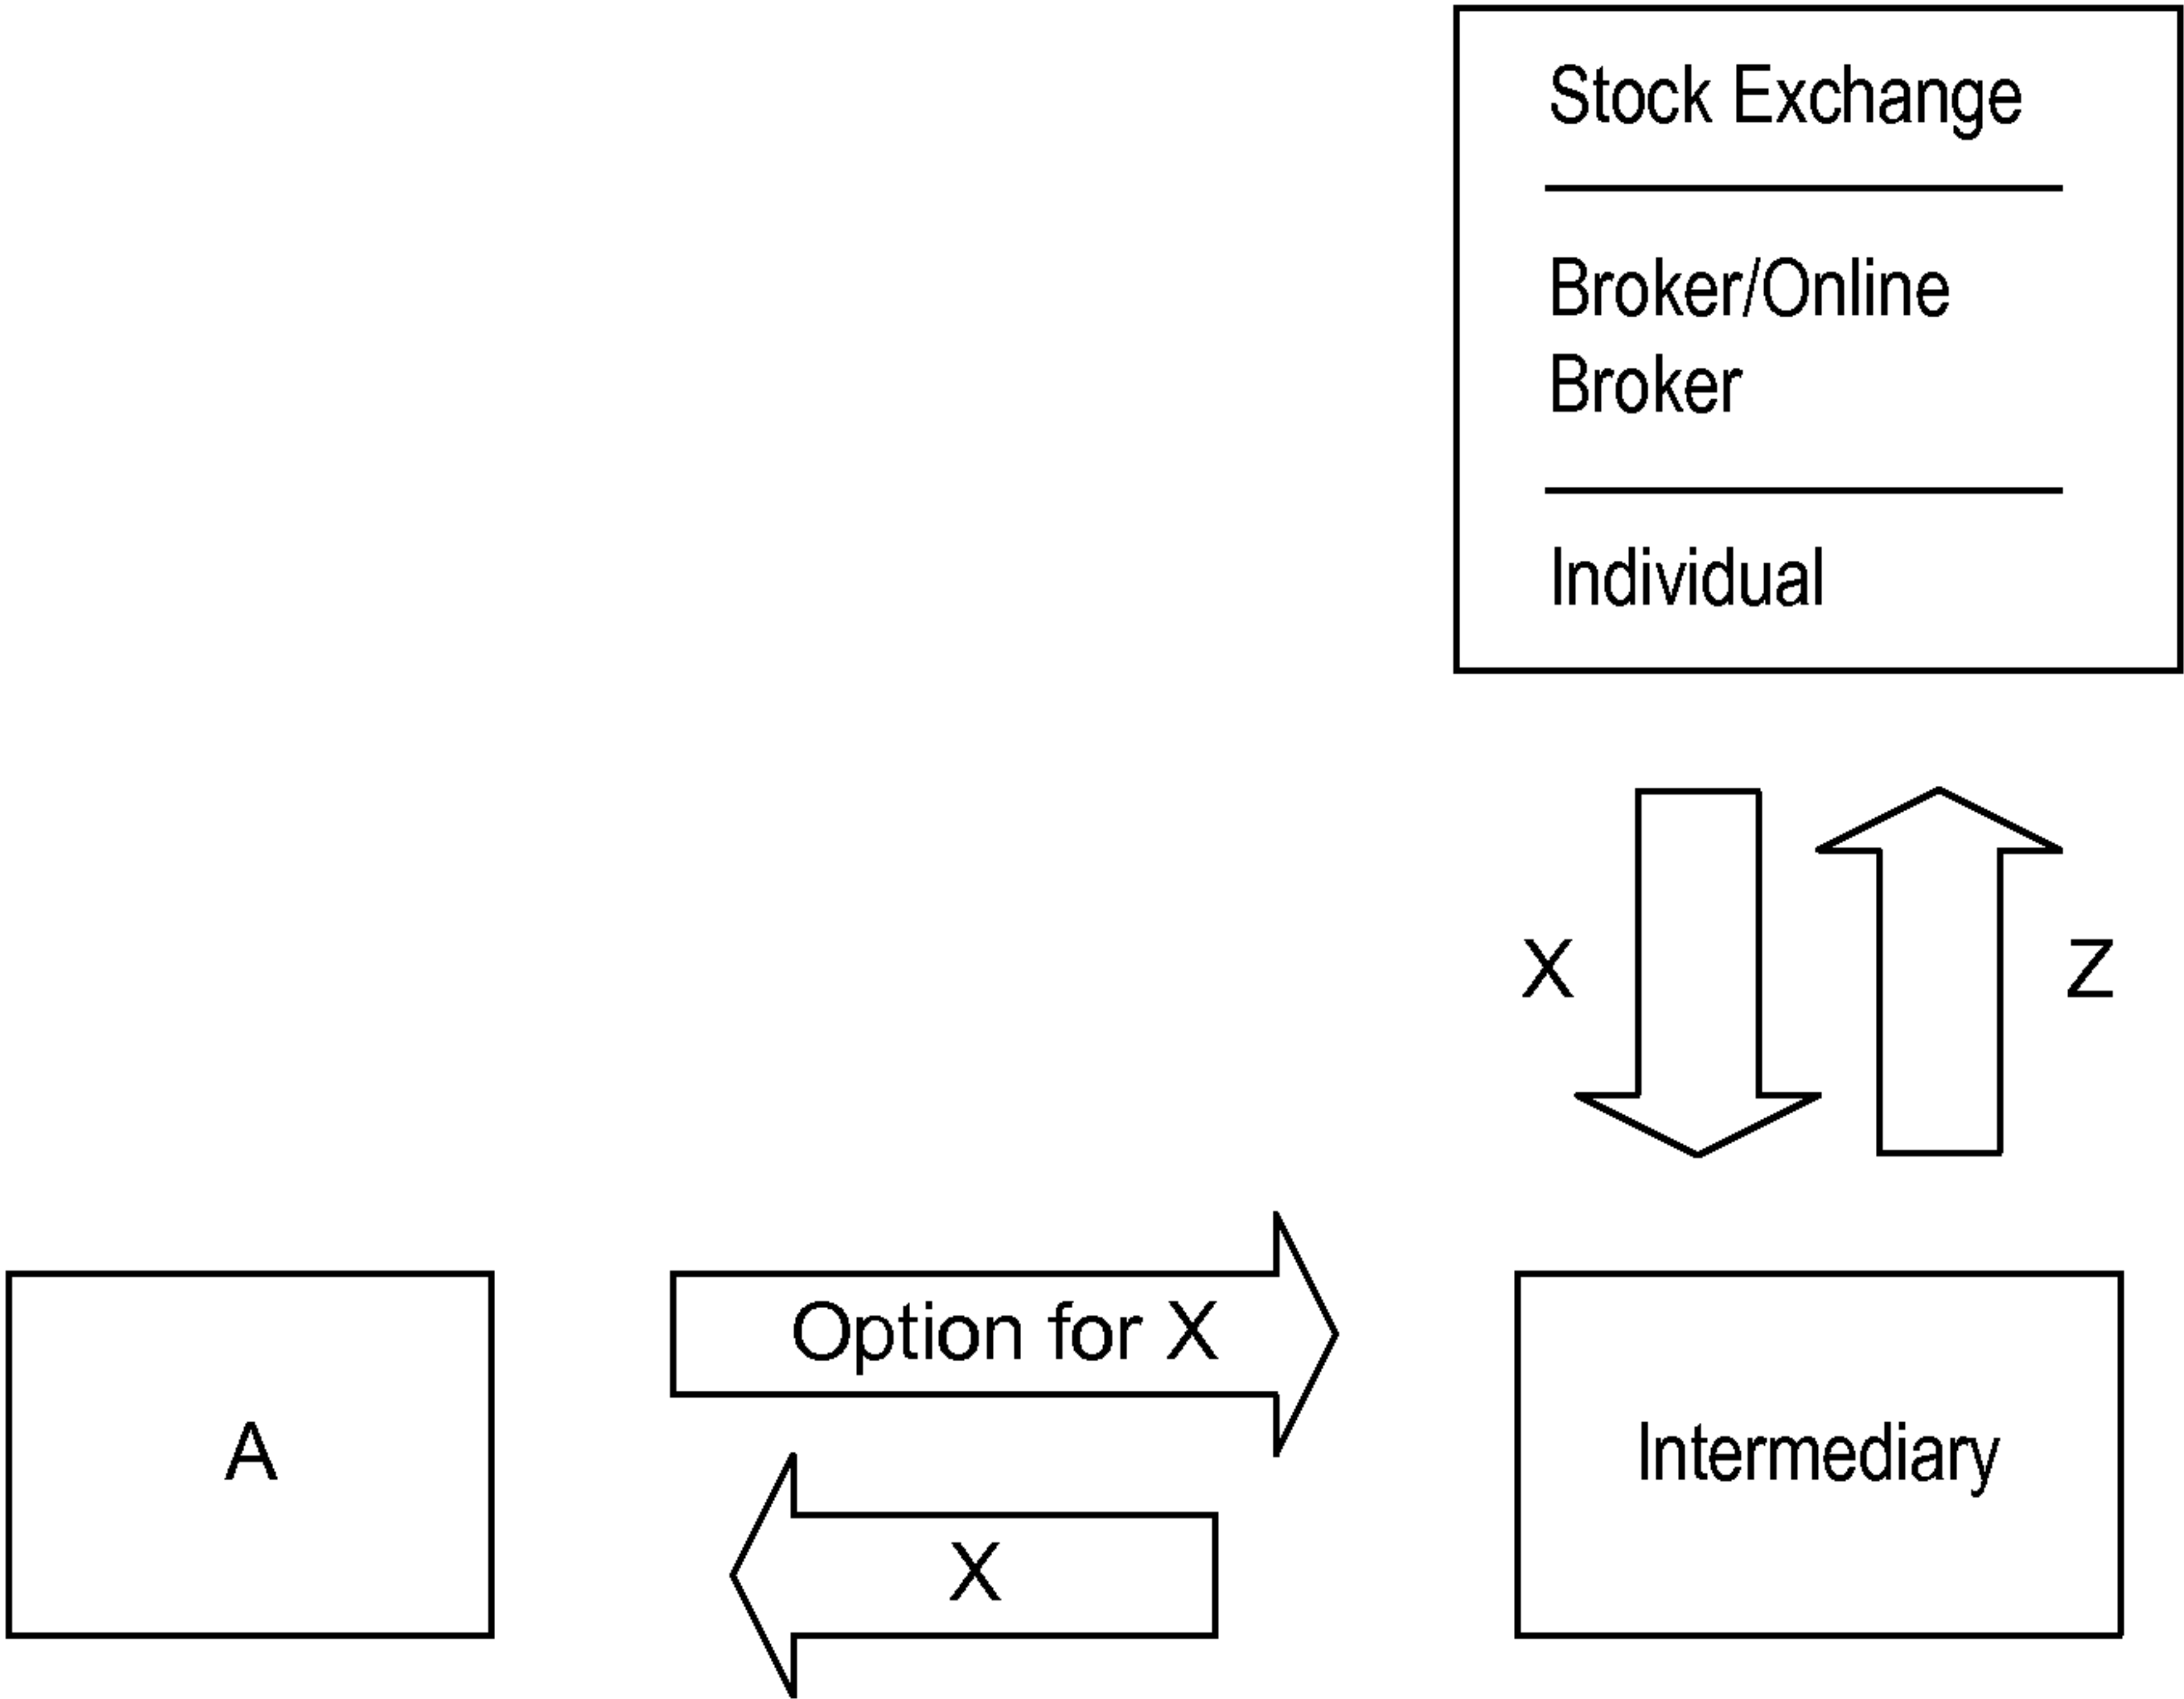 Stock Exchange
Broker/Online
Broker
Individual
X
Z
Option for X
A
Intermediary
X